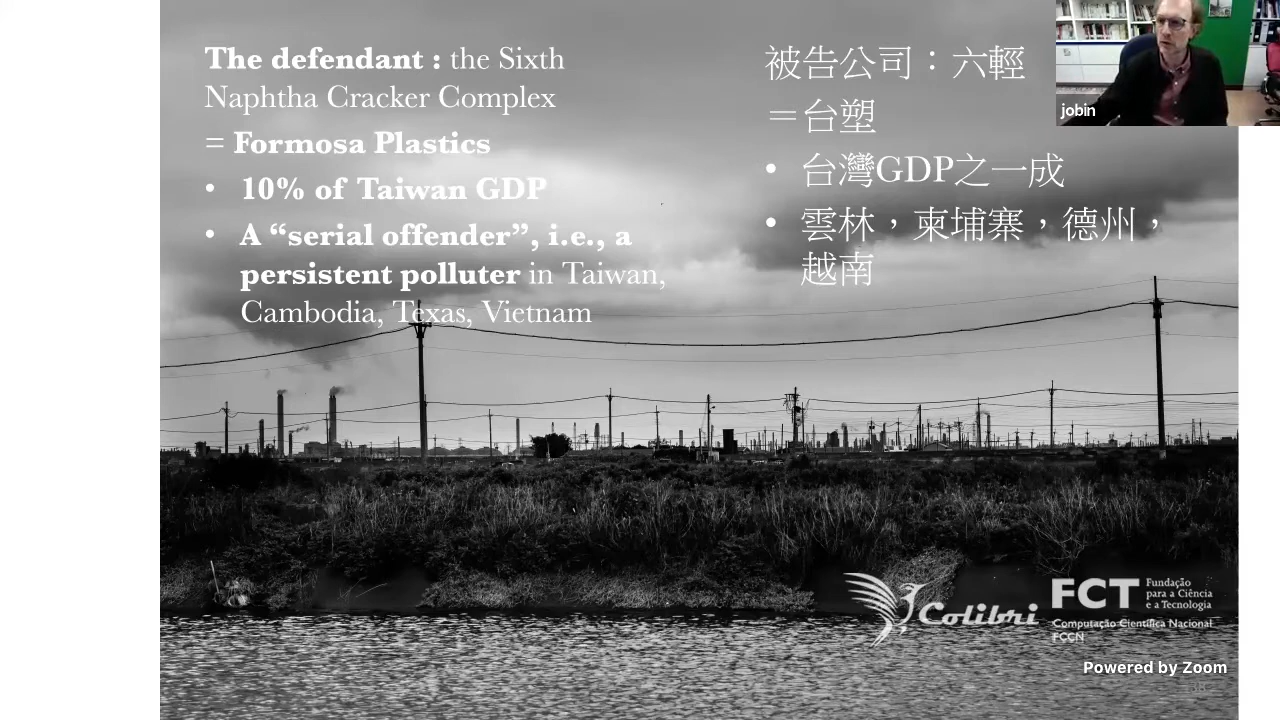 The defendant : the Sixth
Naphtha Cracker Complex
= Formosa Plastics
• 10% of Taiwan GDP
• A “serial offender”, i.e., a
persistent polluter in Taiwan,
Cambodia, Texas, Vietnam
被告公司：六輕
＝台塑
• 台灣GDP之一成
• 雲林，柬埔寨，德州，
越南
jobin
Colibri
FCT Fundação
para a Ciência
e a Tecnologia
Computação Científica Nacional
FCCN
Powered by Zoom